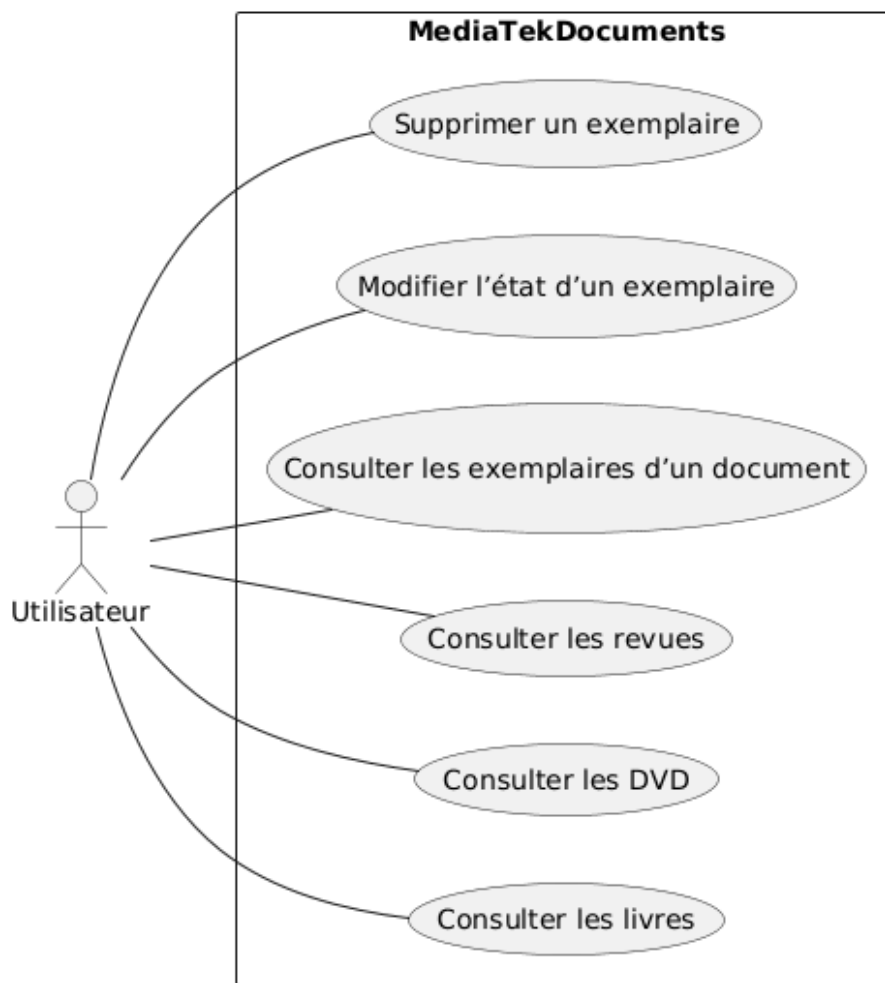 MediaTekDocuments
Supprimer un exemplaire
Modifier l’état d’un exemplaire
Consulter les exemplaires d’un document
Utilisateur
Consulter les revues
Consulter les DVD
Consulter les livres